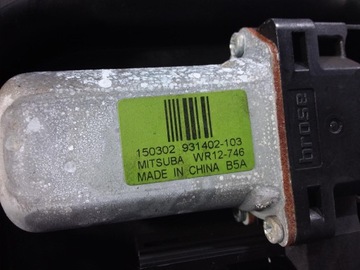 150302 931402-103
MITSUBA WR12-746
MADE IN CHINA B5A
brose